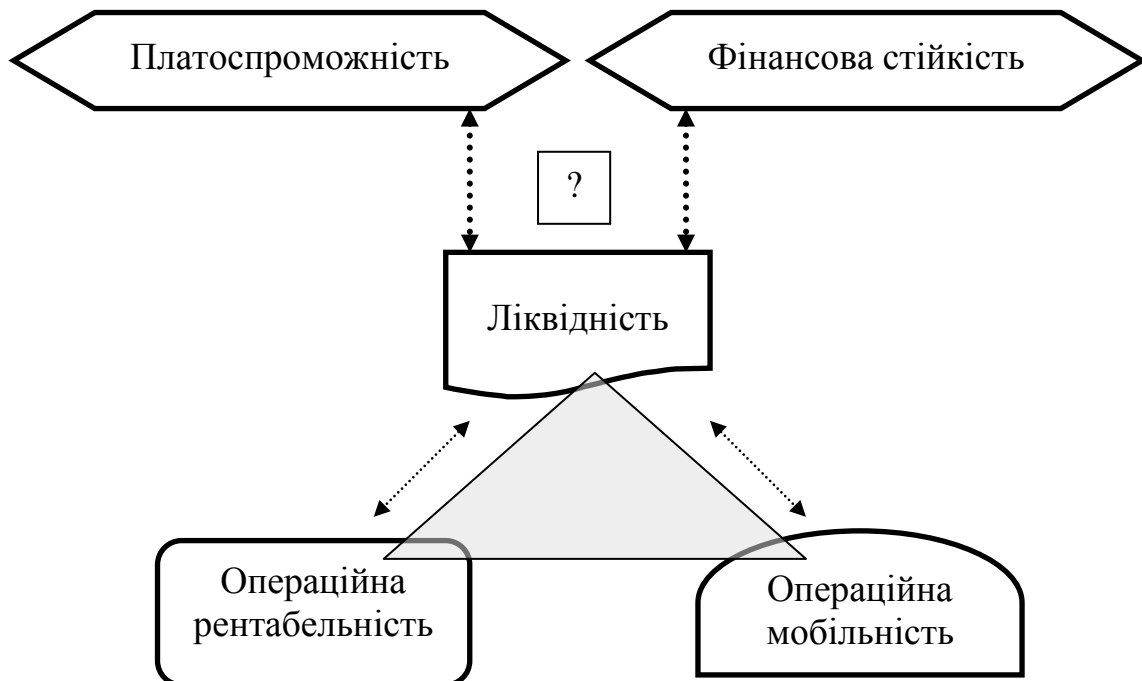 Платоспроможність
Фінансова стійкість
?
Ліквідність
Операційна
рентабельність
Операційна
мобільність